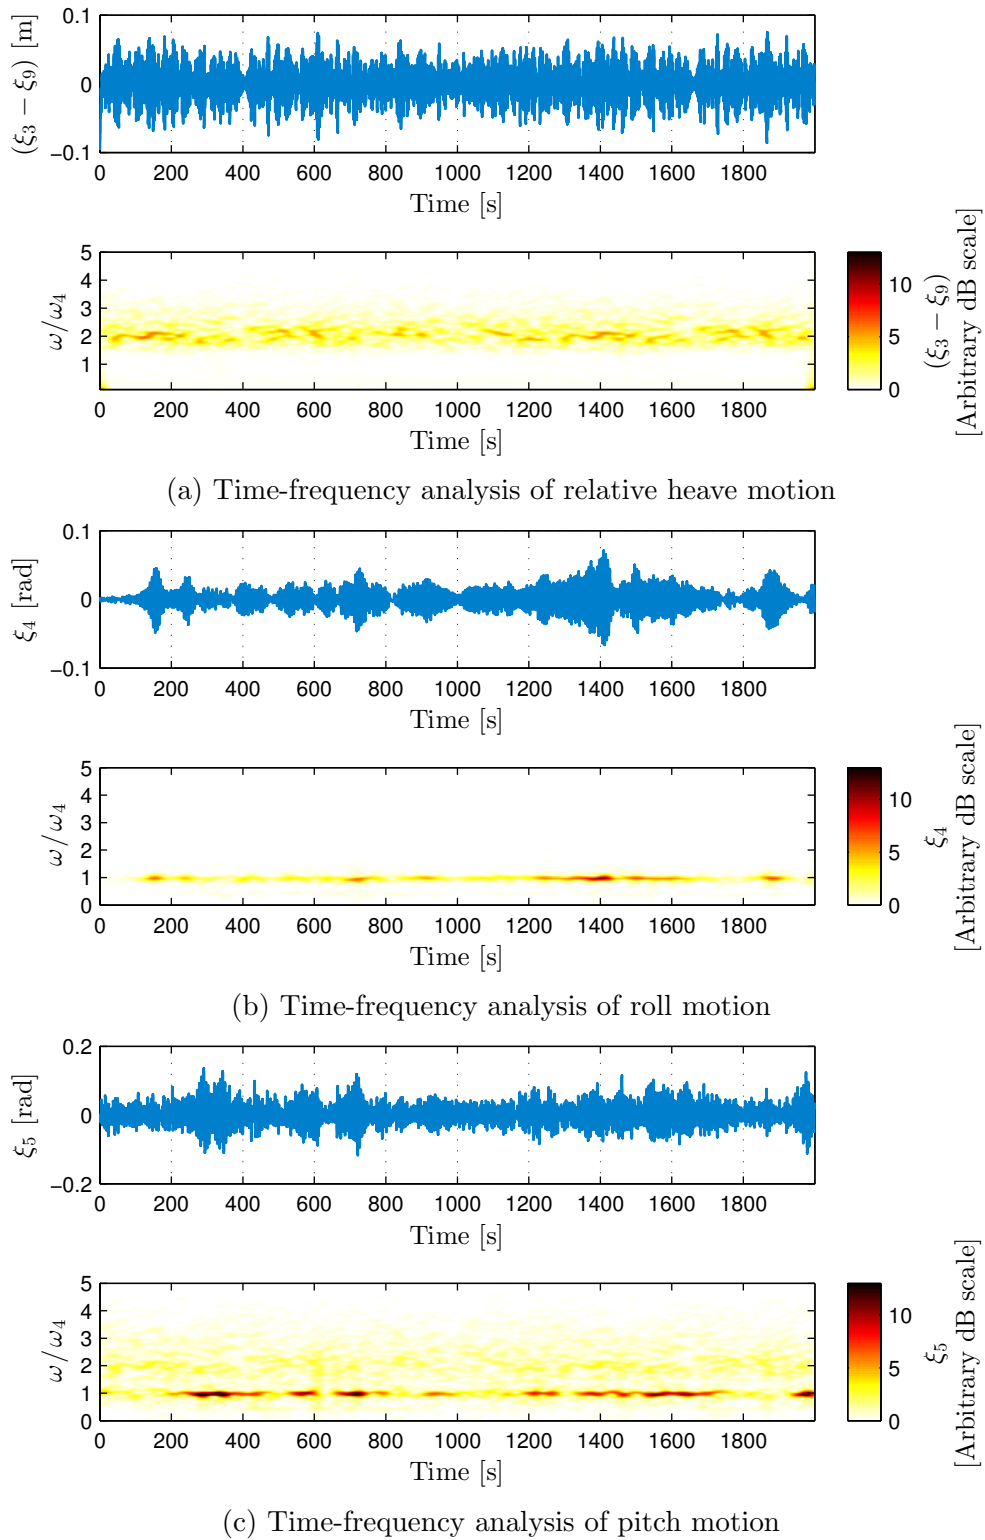 0.1
0
−0.1
(ξ₃ − ξ₉) [m]
0 200 400 600 800 1000 1200 1400 1600 1800
Time [s]
5
4
3
2
1
ω/ω₄
0 200 400 600 800 1000 1200 1400 1600 1800
Time [s]
10
5
0
(ξ₃ − ξ₉)
[Arbitrary dB scale]
(a) Time-frequency analysis of relative heave motion
0.1
0
−0.1
ξ₄ [rad]
0 200 400 600 800 1000 1200 1400 1600 1800
Time [s]
5
4
3
2
1
0
ω/ω₄
0 200 400 600 800 1000 1200 1400 1600 1800
Time [s]
10
5
0
ξ₄
[Arbitrary dB scale]
(b) Time-frequency analysis of roll motion
0.2
0
−0.2
ξ₅ [rad]
0 200 400 600 800 1000 1200 1400 1600 1800
Time [s]
5
4
3
2
1
0
ω/ω₄
0 200 400 600 800 1000 1200 1400 1600 1800
Time [s]
10
5
0
ξ₅
[Arbitrary dB scale]
(c) Time-frequency analysis of pitch motion